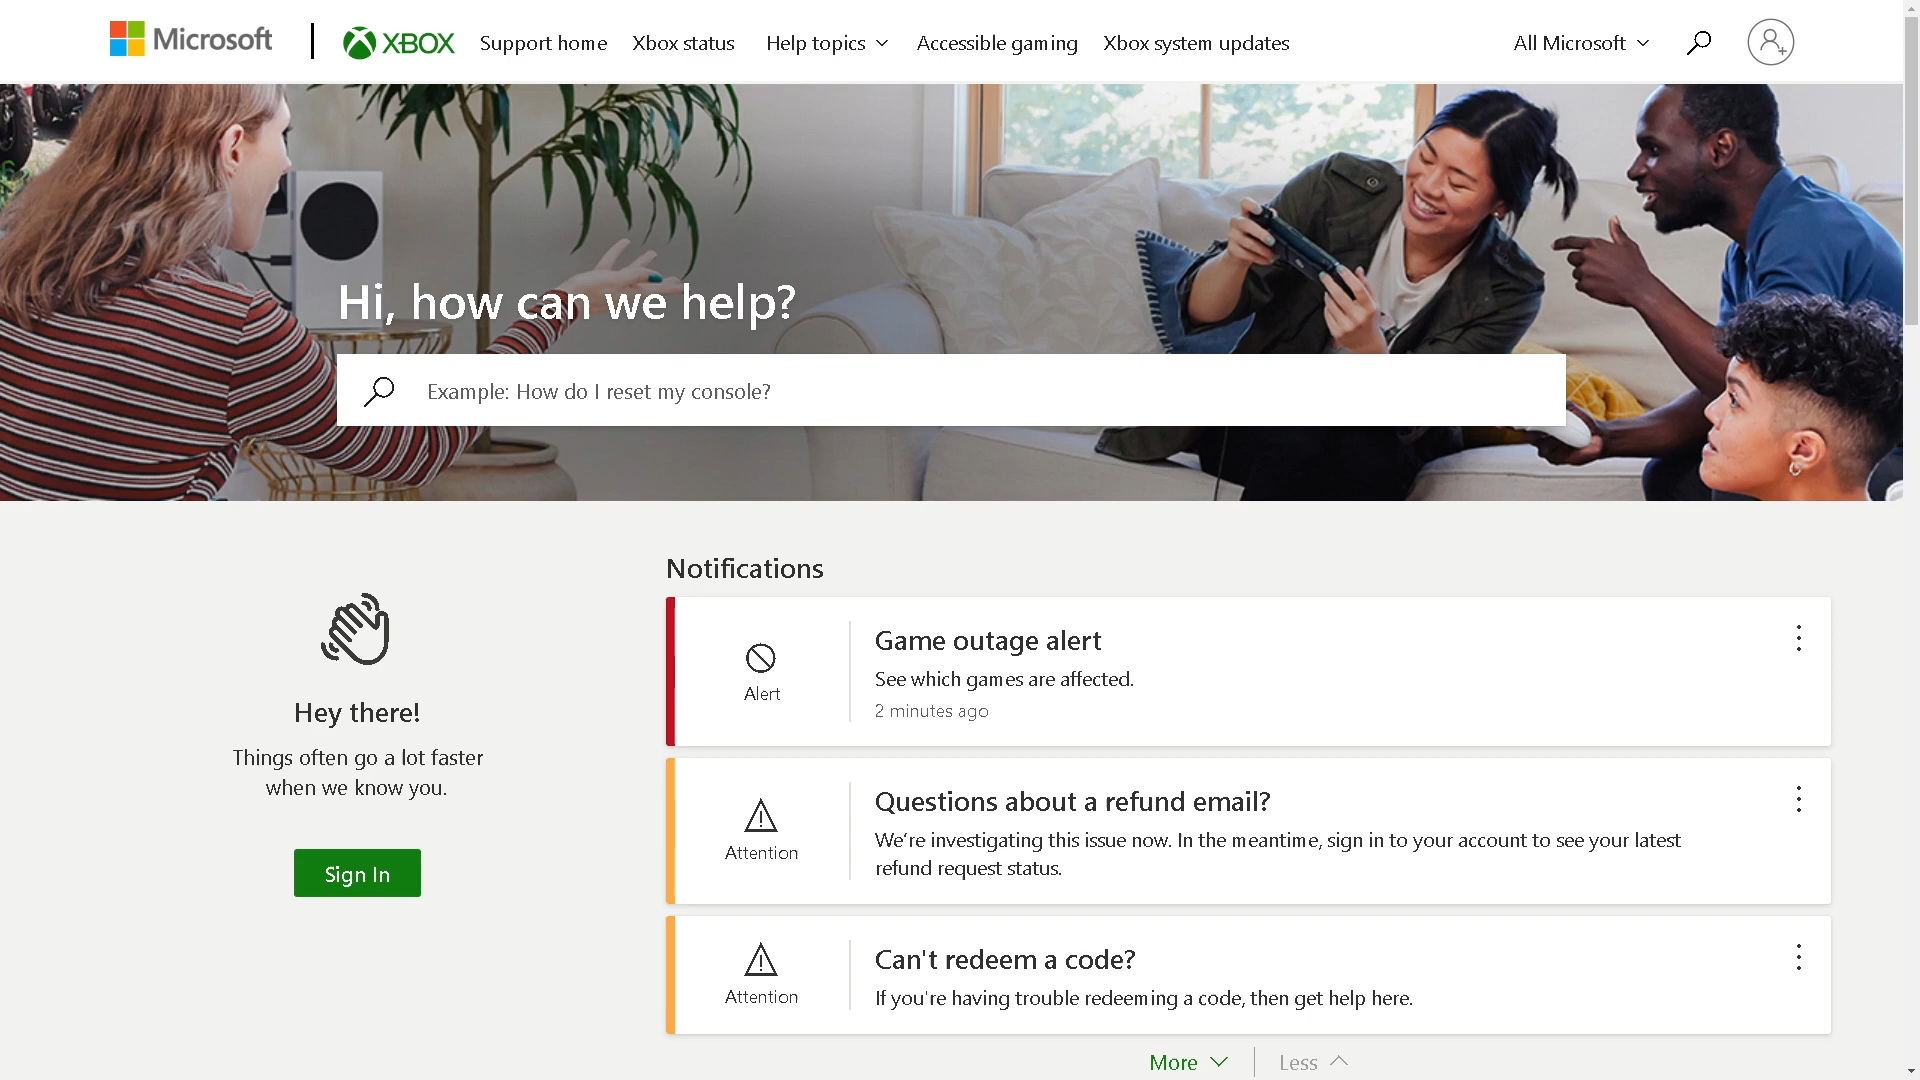 Microsoft
XBOX
Support home
Xbox status
Help topics
Accessible gaming
Xbox system updates
All Microsoft
Hi, how can we help?
Example: How do I reset my console?
Hey there!
Things often go a lot faster
when we know you.
Sign In
Notifications
Alert
Game outage alert
See which games are affected.
2 minutes ago
Attention
Questions about a refund email?
We’re investigating this issue now. In the meantime, sign in to your account to see your latest
refund request status.
Attention
Can't redeem a code?
If you're having trouble redeeming a code, then get help here.
More
Less